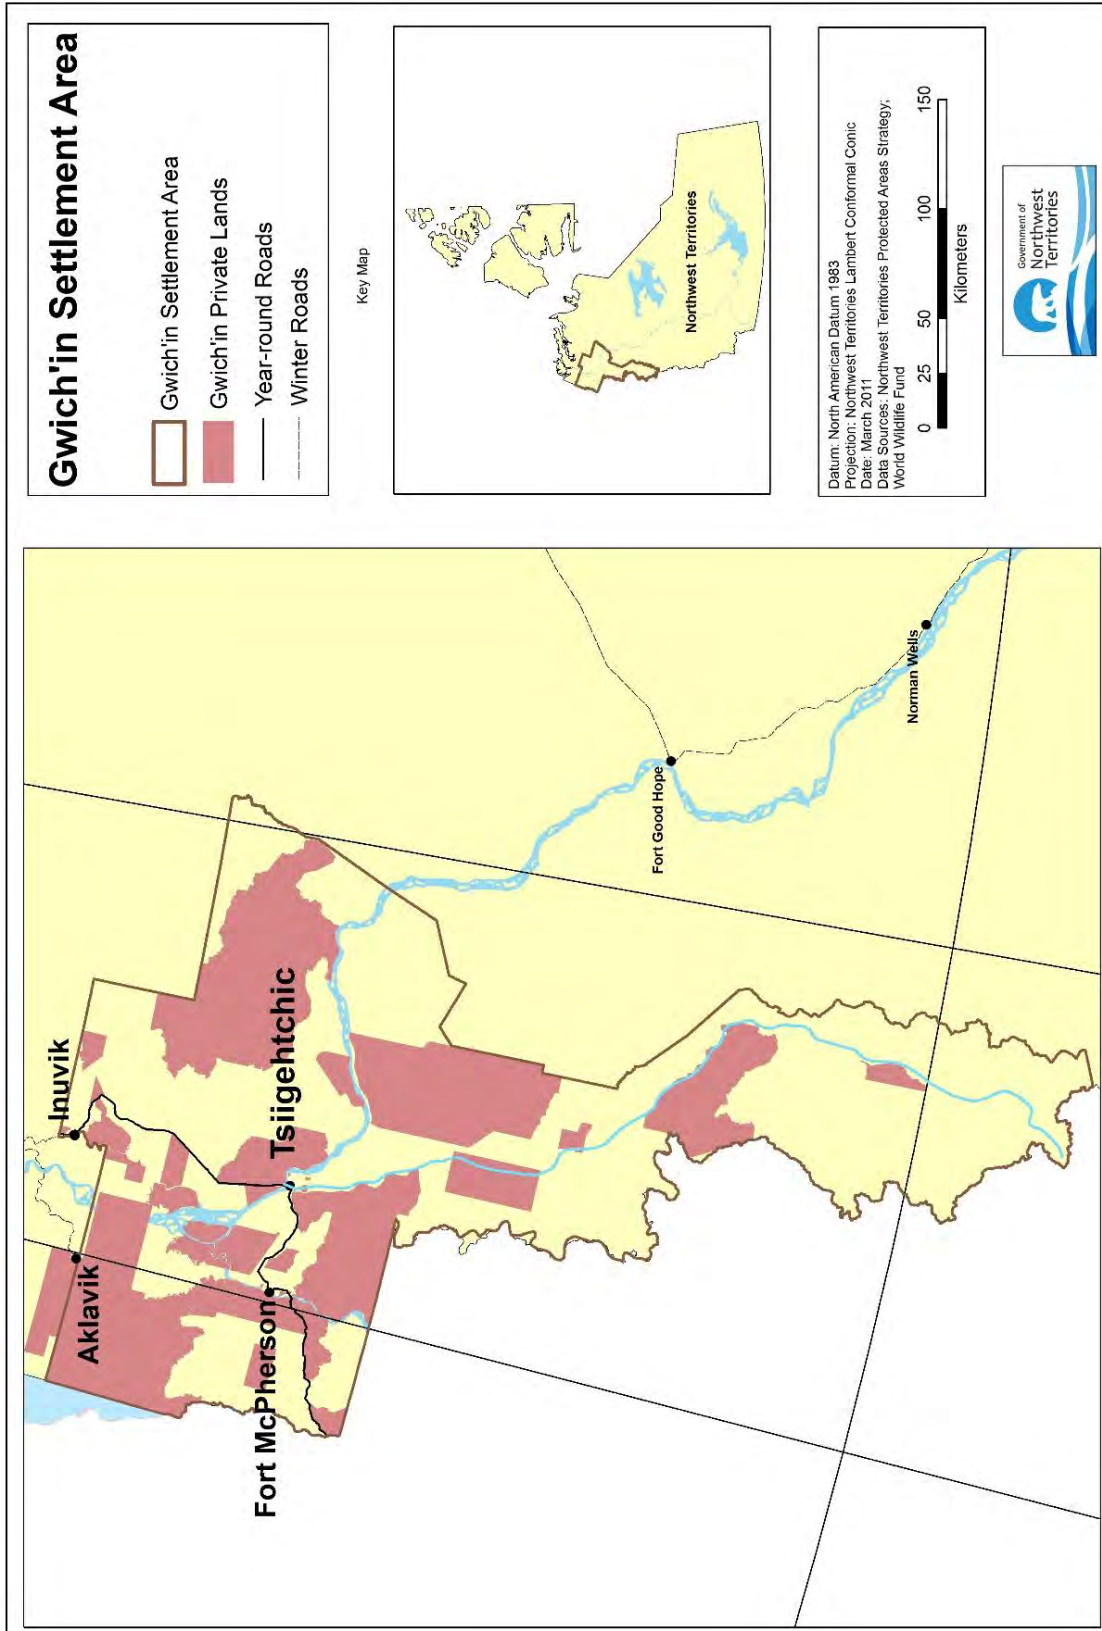 Gwich'in Settlement Area
Gwich'in Settlement Area
Gwich'in Private Lands
Year-round Roads
Winter Roads
Key Map
Northwest Territories
Datum: North American Datum 1983
Projection: Northwest Territories Lambert Conformal Conic
Date: March 2011
Data Sources: Northwest Territories Protected Areas Strategy;
World Wildlife Fund
0 25 50 100 150
Kilometers
Government of
Northwest
Territories
Inuvik
Aklavik
Tsiigehtchic
Fort McPherson
Fort Good Hope
Norman Wells